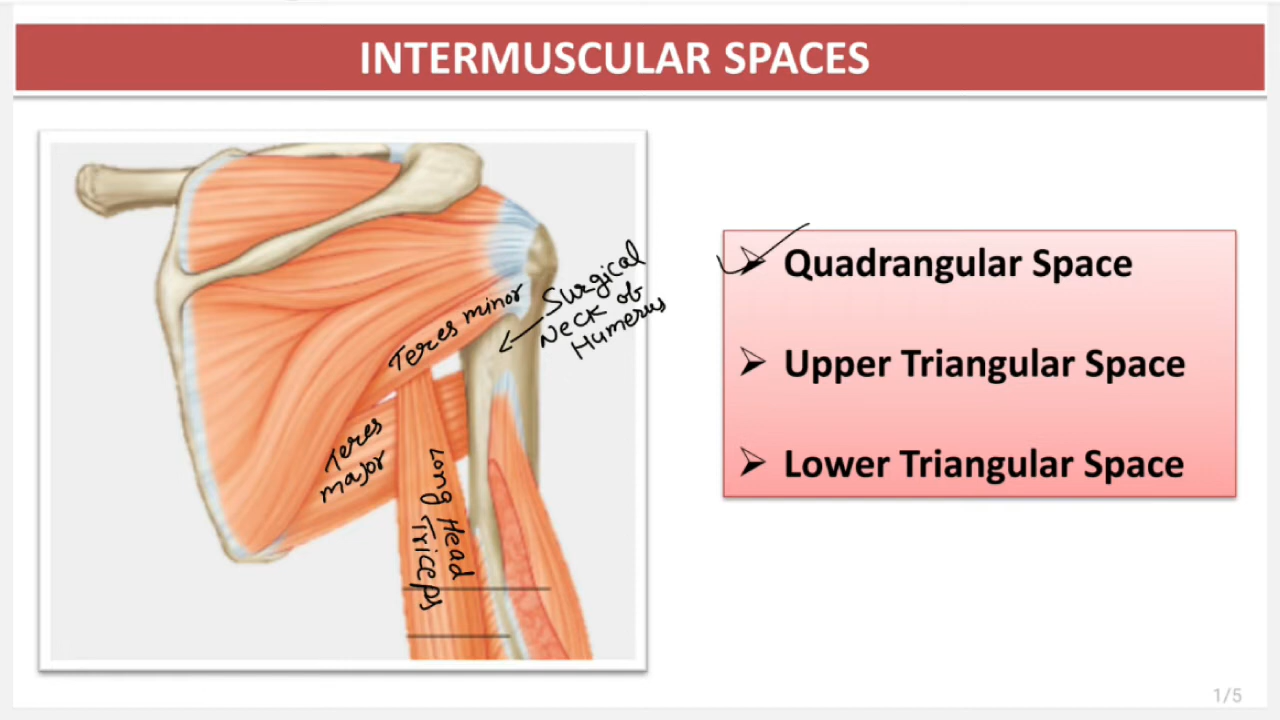 INTERMUSCULAR SPACES
Teres minor
Surgical
Neck of
Humerus
Teres
major
Long Head
Triceps
Quadrangular Space
Upper Triangular Space
Lower Triangular Space
1/5